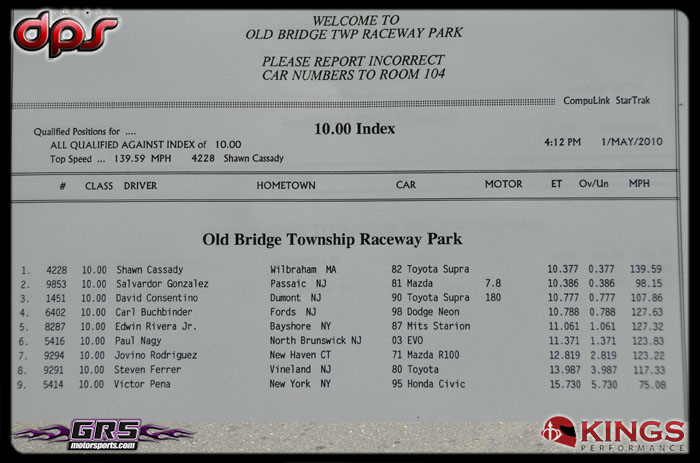 dps
WELCOME TO
OLD BRIDGE TWP RACEWAY PARK
PLEASE REPORT INCORRECT
CAR NUMBERS TO ROOM 104
CompuLink StarTrak
Qualified Positions for .... 10.00 Index
ALL QUALIFIED AGAINST INDEX of 10.00 4:12 PM 1/MAY/2010
Top Speed ... 139.59 MPH 4228 Shawn Cassady
# CLASS DRIVER HOMETOWN CAR MOTOR ET Ov/Un MPH
Old Bridge Township Raceway Park
1. 4228 10.00 Shawn Cassady Wilbraham MA 82 Toyota Supra 10.377 0.377 139.59
2. 9853 10.00 Salvardor Gonzalez Passaic NJ 81 Mazda 7.8 10.386 0.386 98.15
3. 1451 10.00 David Consentino Dumont NJ 90 Toyota Supra 180 10.777 0.777 107.86
4. 6402 10.00 Carl Buchbinder Fords NJ 98 Dodge Neon 10.788 0.788 127.63
5. 8287 10.00 Edwin Rivera Jr. Bayshore NY 87 Mits Starion 11.061 1.061 127.32
6. 5416 10.00 Paul Nagy North Brunswick NJ 03 EVO 11.371 1.371 123.83
7. 9294 10.00 Jovino Rodriguez New Haven CT 71 Mazda R100 12.819 2.819 123.22
8. 9291 10.00 Steven Ferrer Vineland NJ 80 Toyota 13.987 3.987 117.33
9. 5414 10.00 Victor Pena New York NY 95 Honda Civic 15.730 5.730 75.08
GRS
motorsports.com
KINGS
PERFORMANCE